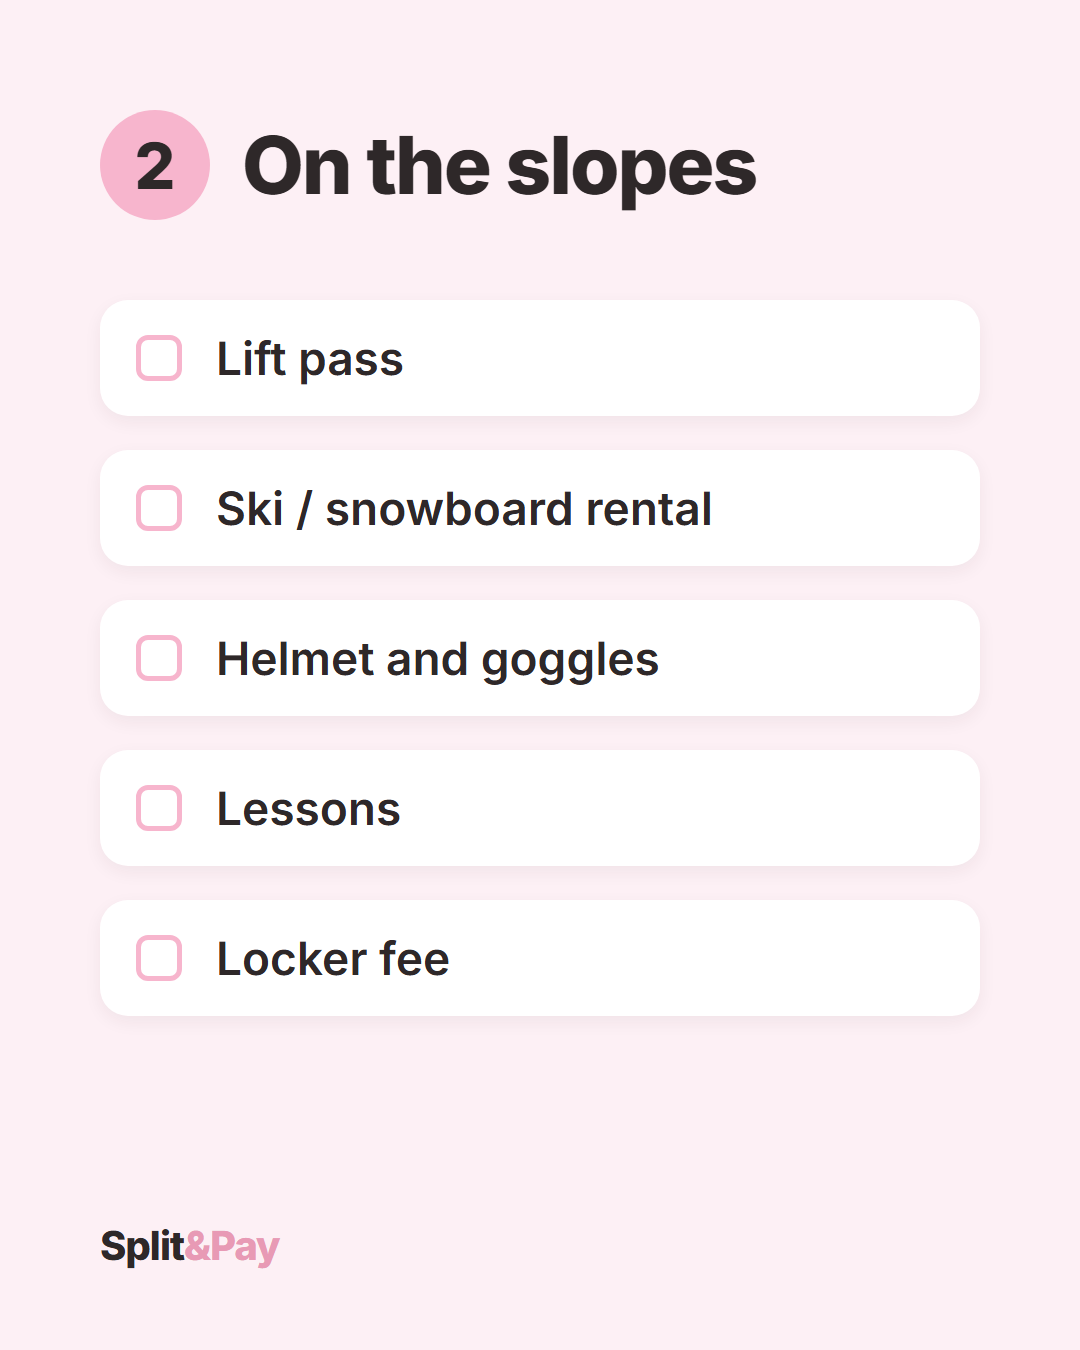 2 On the slopes
Lift pass
Ski / snowboard rental
Helmet and goggles
Lessons
Locker fee
Split&Pay